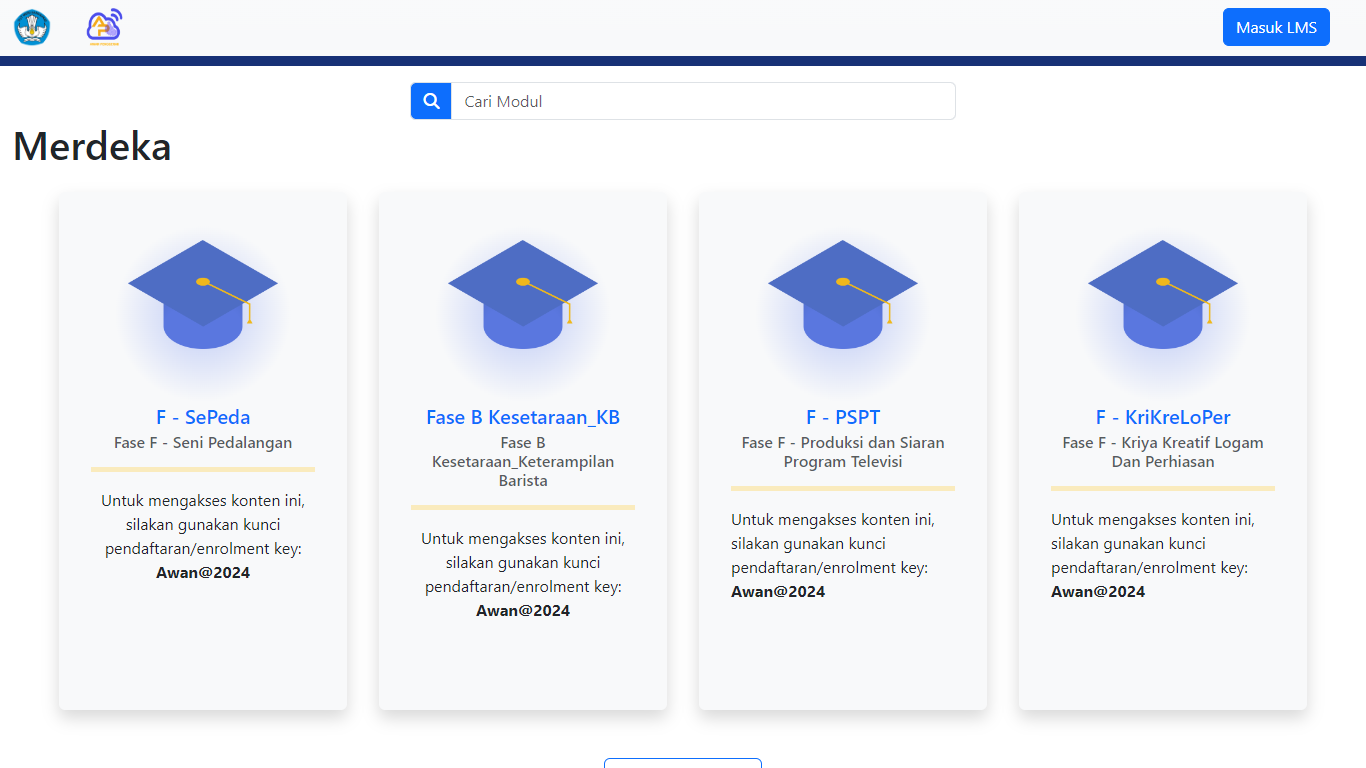 Masuk LMS
Cari Modul
Merdeka
F - SePeda
Fase F - Seni Pedalangan
Untuk mengakses konten ini,
silakan gunakan kunci
pendaftaran/enrolment key:
Awan@2024
Fase B Kesetaraan_KB
Fase B
Kesetaraan_Keterampilan
Barista
Untuk mengakses konten ini,
silakan gunakan kunci
pendaftaran/enrolment key:
Awan@2024
F - PSPT
Fase F - Produksi dan Siaran
Program Televisi
Untuk mengakses konten ini,
silakan gunakan kunci
pendaftaran/enrolment key:
Awan@2024
F - KriKreLoPer
Fase F - Kriya Kreatif Logam
Dan Perhiasan
Untuk mengakses konten ini,
silakan gunakan kunci
pendaftaran/enrolment key:
Awan@2024